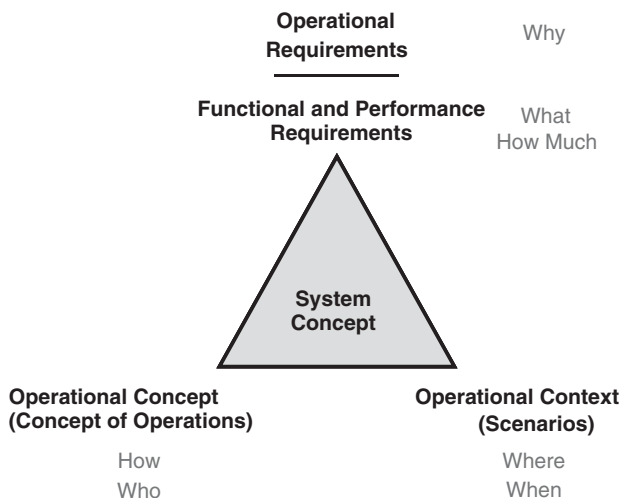 Operational
Requirements
Why
Functional and Performance
Requirements
What
How Much
System
Concept
Operational Concept
(Concept of Operations)
How
Who
Operational Context
(Scenarios)
Where
When